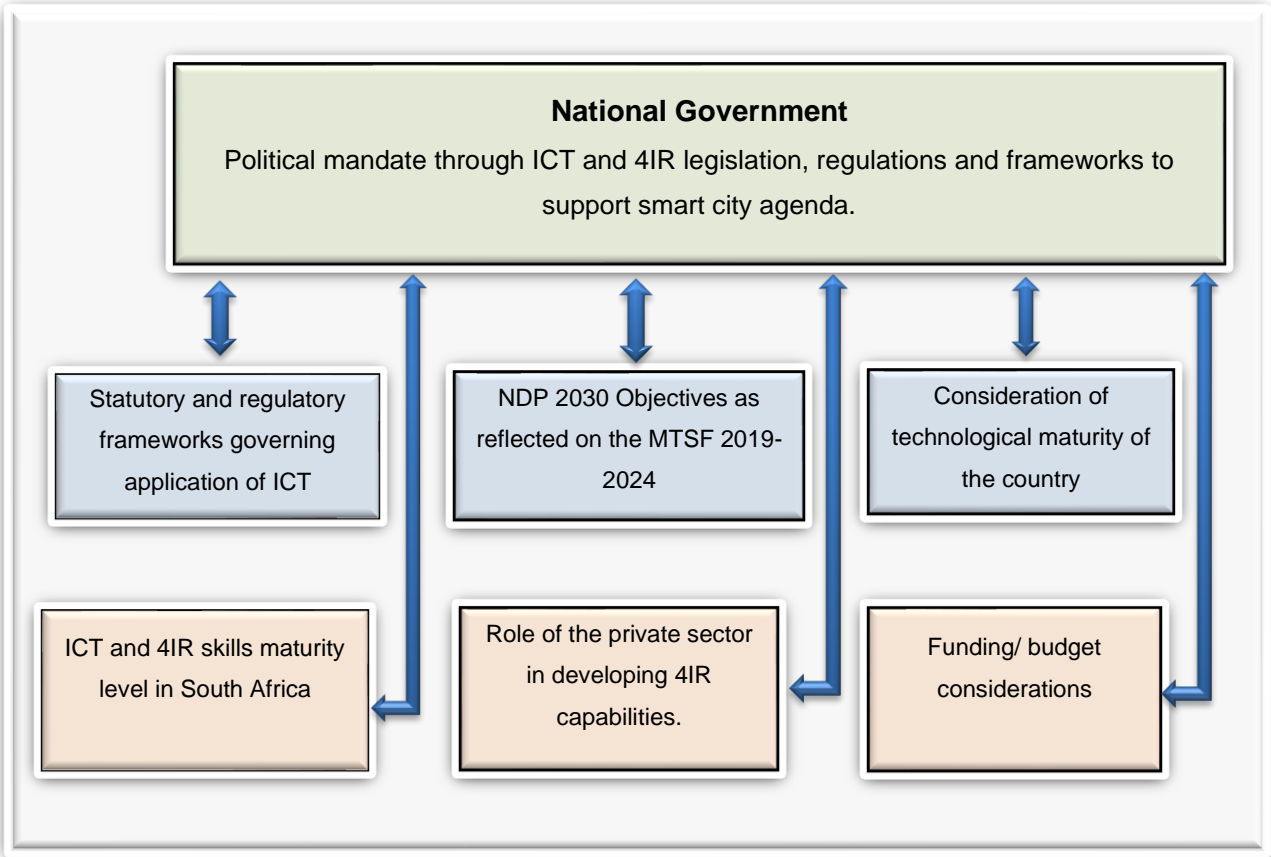 National Government
Political mandate through ICT and 4IR legislation, regulations and frameworks to
support smart city agenda.
Statutory and regulatory
frameworks governing
application of ICT
NDP 2030 Objectives as
reflected on the MTSF 2019-
2024
Consideration of
technological maturity of
the country
ICT and 4IR skills maturity
level in South Africa
Role of the private sector
in developing 4IR
capabilities.
Funding/ budget
considerations